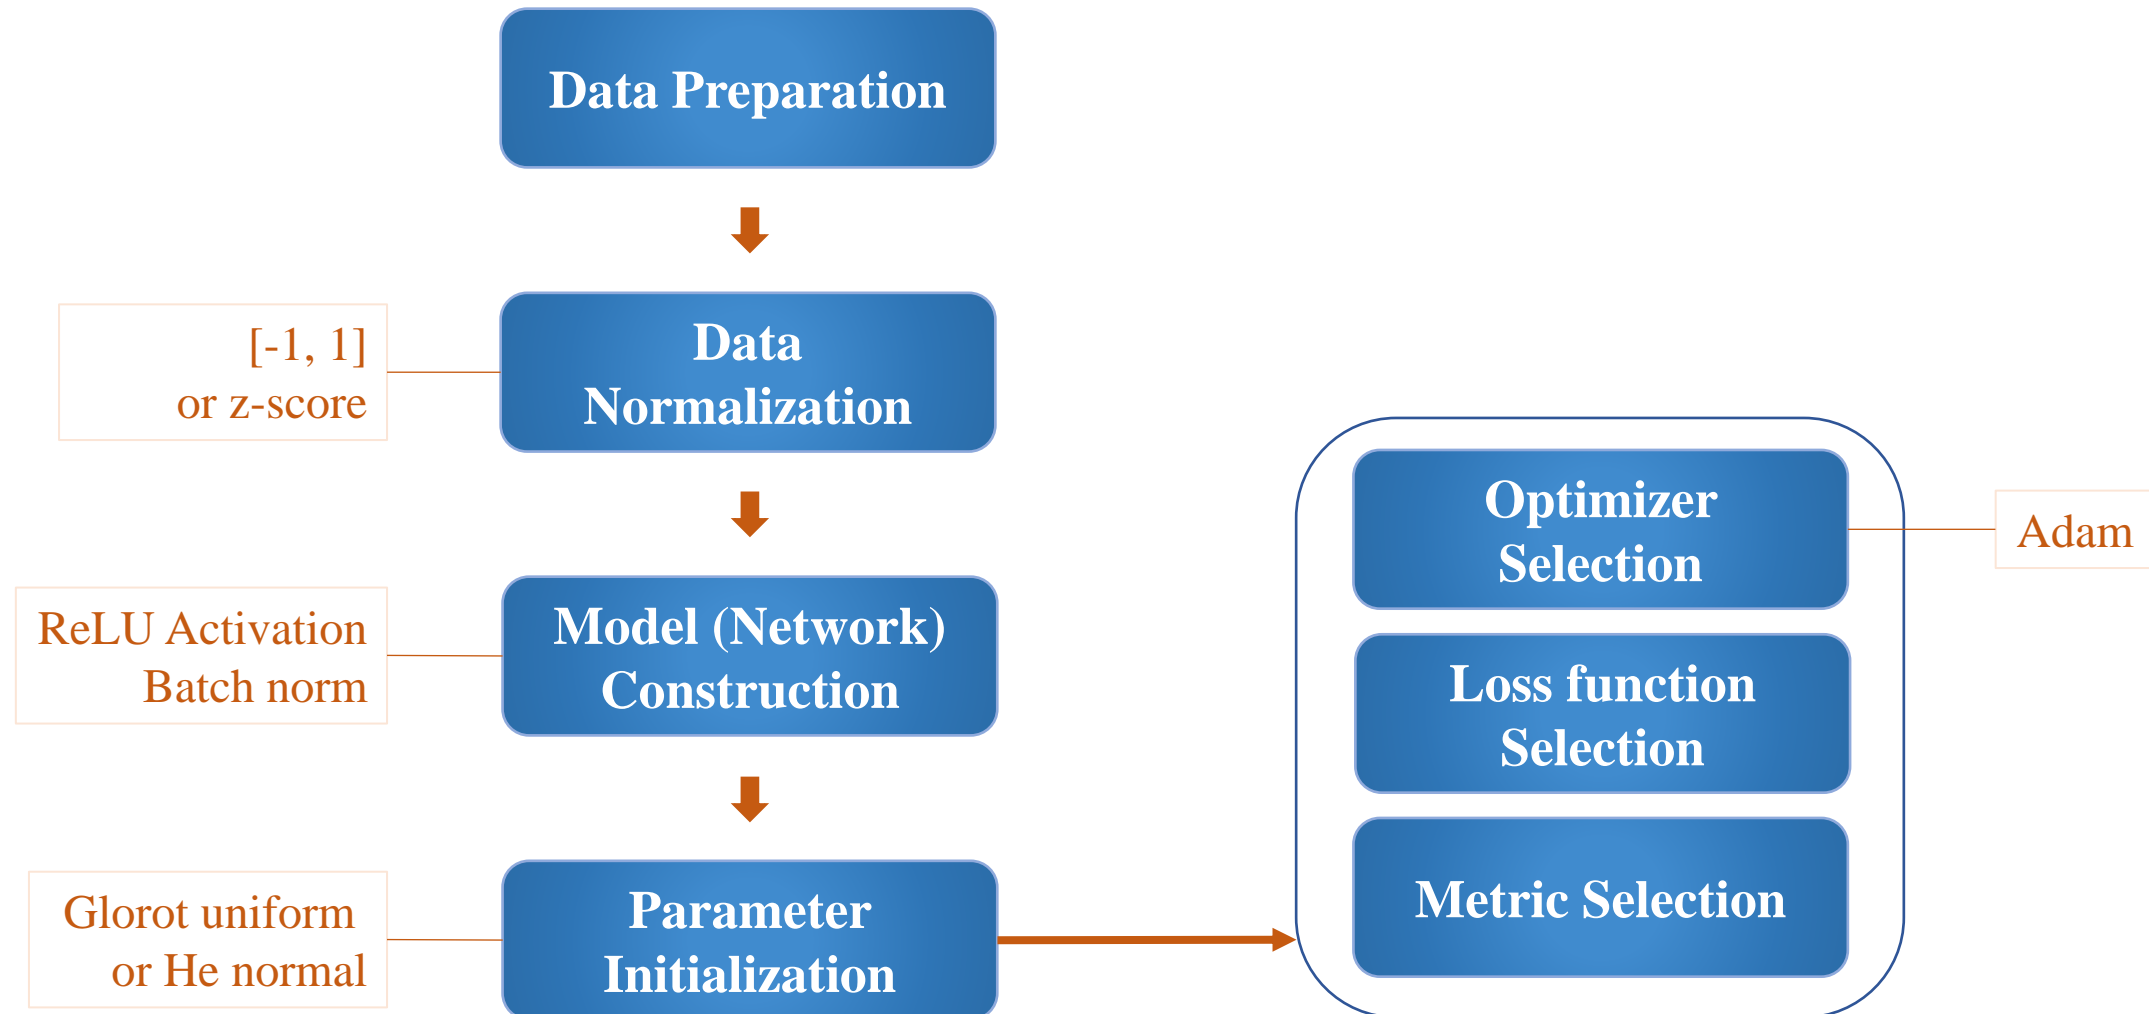 Data Preparation
[-1, 1]
or z-score
Data
Normalization
ReLU Activation
Batch norm
Model (Network)
Construction
Glorot uniform
or He normal
Parameter
Initialization
Optimizer
Selection
Adam
Loss function
Selection
Metric Selection